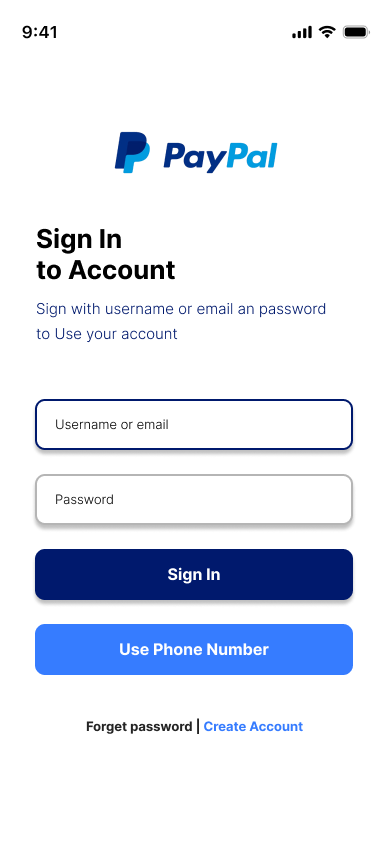 9:41
PayPal
Sign In
to Account
Sign with username or email an password
to Use your account
Username or email
Password
Sign In
Use Phone Number
Forget password | Create Account